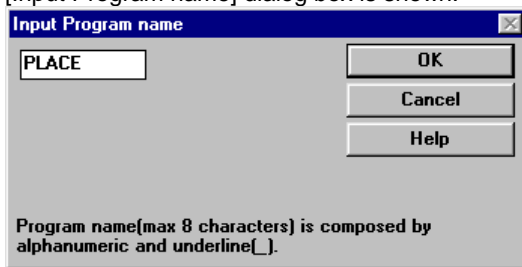 [Input Program name] dialog box is shown.
Input Program name
PLACE
OK
Cancel
Help
Program name(max 8 characters) is composed by
alphanumeric and underline(_).